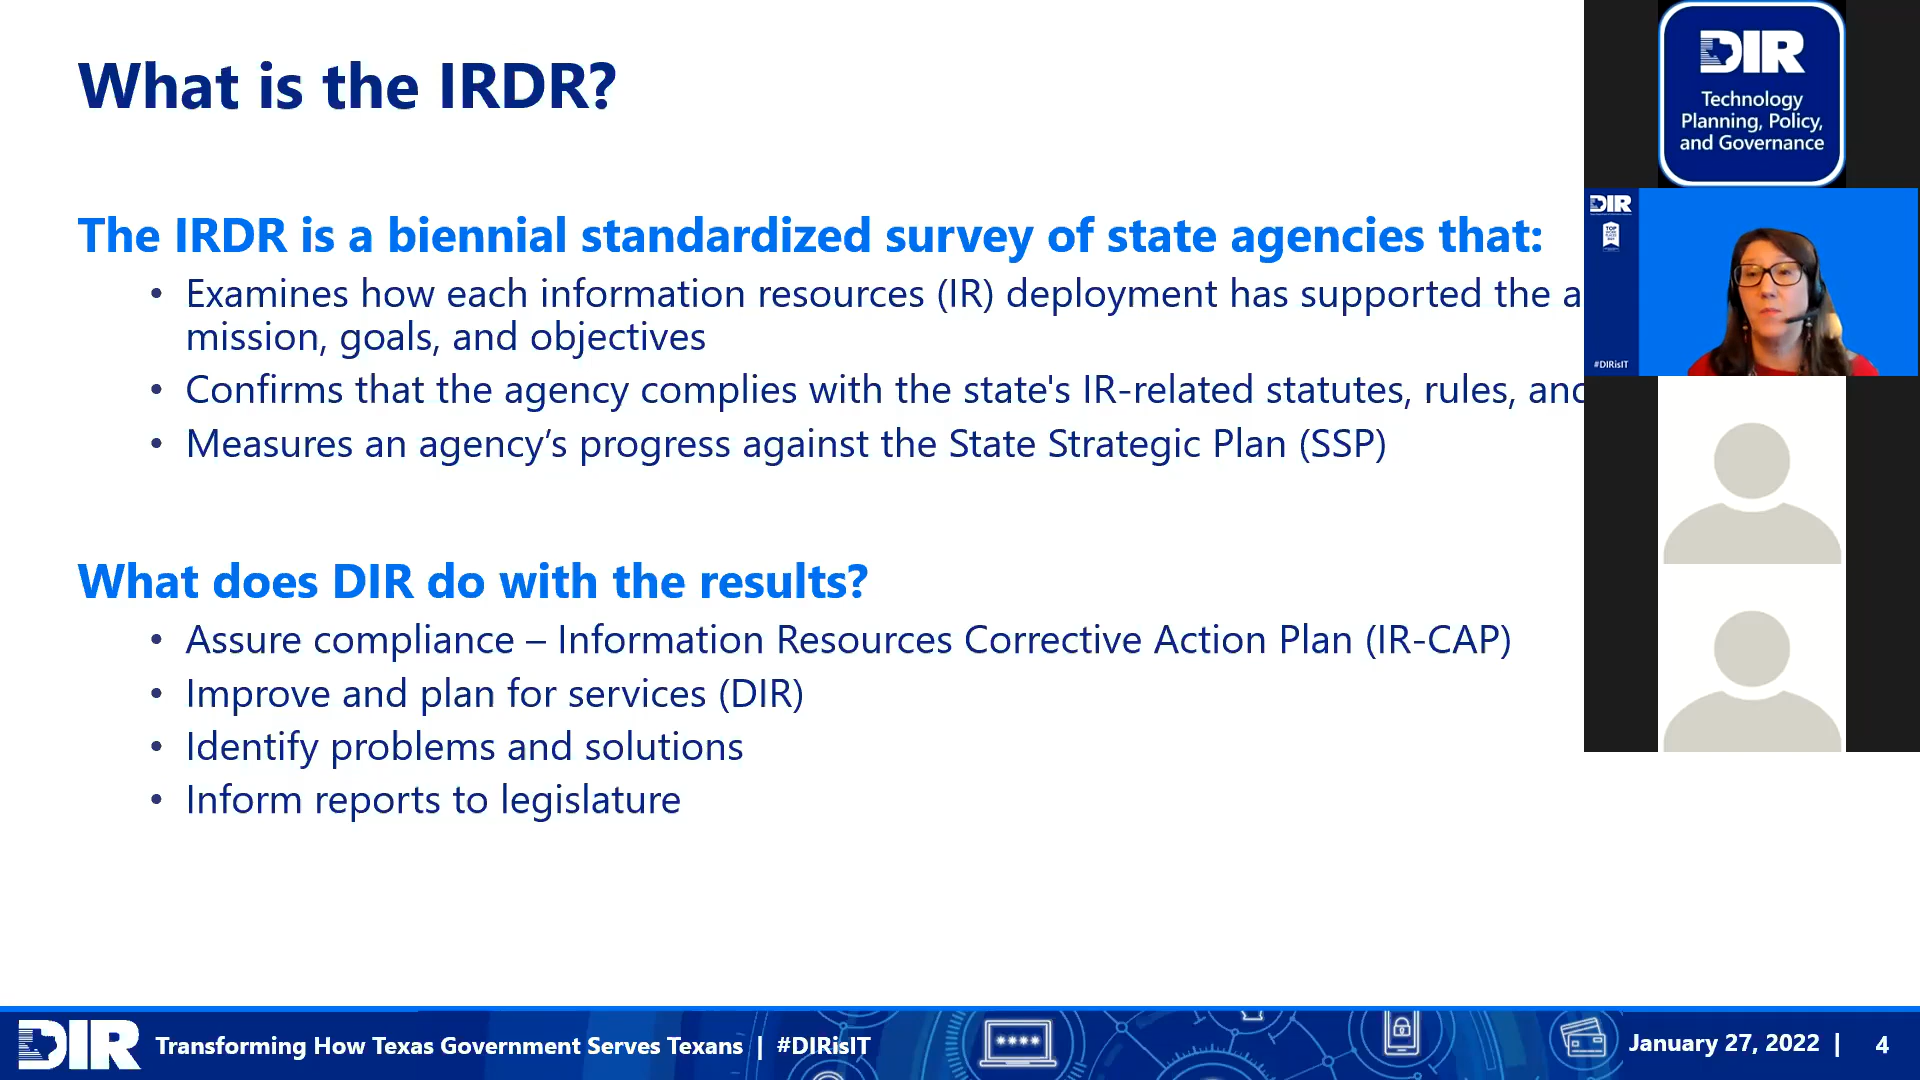 What is the IRDR?
The IRDR is a biennial standardized survey of state agencies that:
• Examines how each information resources (IR) deployment has supported the a
mission, goals, and objectives
• Confirms that the agency complies with the state's IR-related statutes, rules, and
• Measures an agency’s progress against the State Strategic Plan (SSP)
What does DIR do with the results?
• Assure compliance – Information Resources Corrective Action Plan (IR-CAP)
• Improve and plan for services (DIR)
• Identify problems and solutions
• Inform reports to legislature
DIR
Technology
Planning, Policy,
and Governance
DIR
TOP
#DIRisIT
DIR Transforming How Texas Government Serves Texans | #DIRisIT
****
January 27, 2022 | 4